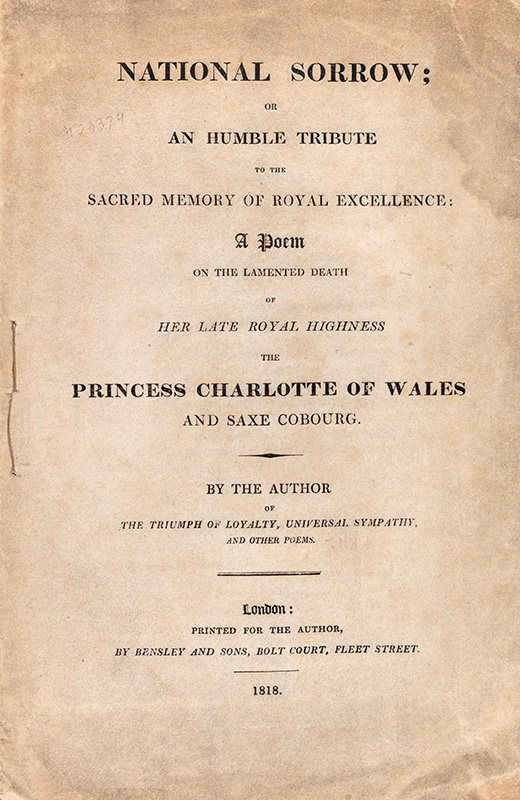 NATIONAL SORROW;
OR
AN HUMBLE TRIBUTE
TO THE
SACRED MEMORY OF ROYAL EXCELLENCE:
A Poem
ON THE LAMENTED DEATH
OF
HER LATE ROYAL HIGHNESS
THE
PRINCESS CHARLOTTE OF WALES
AND SAXE COBOURG.
BY THE AUTHOR
OF
THE TRIUMPH OF LOYALTY, UNIVERSAL SYMPATHY,
AND OTHER POEMS.
London:
PRINTED FOR THE AUTHOR,
BY BENSLEY AND SONS, BOLT COURT, FLEET STREET.
1818.